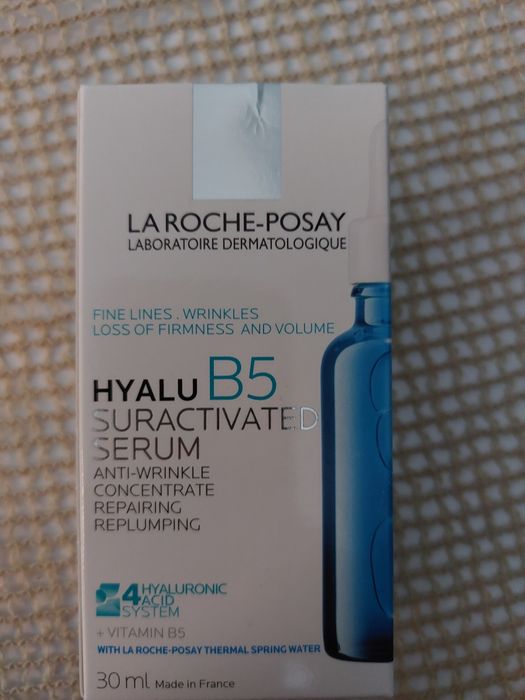 LA ROCHE-POSAY
LABORATOIRE DERMATOLOGIQUE
FINE LINES . WRINKLES
LOSS OF FIRMNESS AND VOLUME
HYALU B5
SURACTIVATED
SERUM
ANTI-WRINKLE
CONCENTRATE
REPAIRING
REPLUMPING
4 HYALURONIC
ACID
SYSTEM
+ VITAMIN B5
WITH LA ROCHE-POSAY THERMAL SPRING WATER
30 ml Made in France